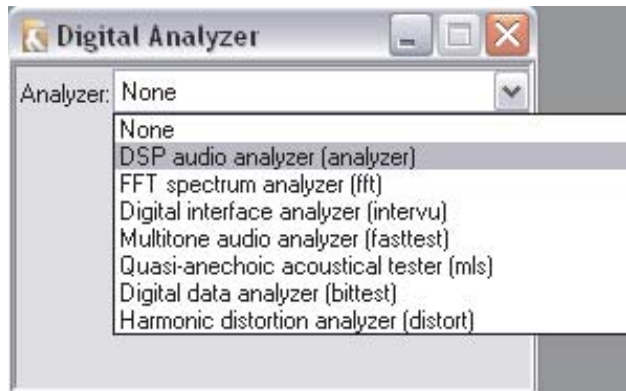 Digital Analyzer
Analyzer: None
None
DSP audio analyzer (analyzer)
FFT spectrum analyzer (fft)
Digital interface analyzer (intervu)
Multitone audio analyzer (fasttest)
Quasi-anechoic acoustical tester (mls)
Digital data analyzer (bittest)
Harmonic distortion analyzer (distort)